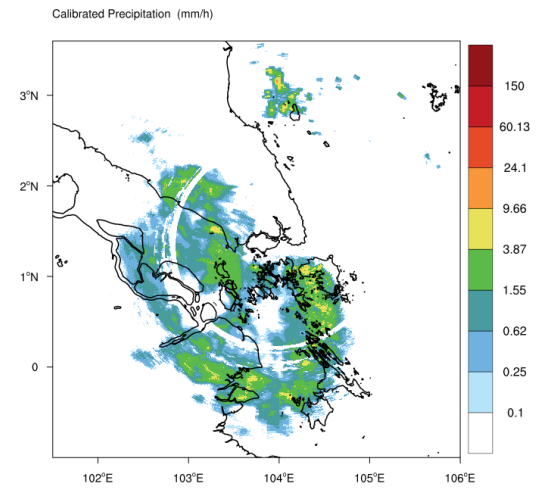 Calibrated Precipitation (mm/h)
3°N
2°N
1°N
0
102°E
103°E
104°E
105°E
106°E
150
60.13
24.1
9.66
3.87
1.55
0.62
0.25
0.1